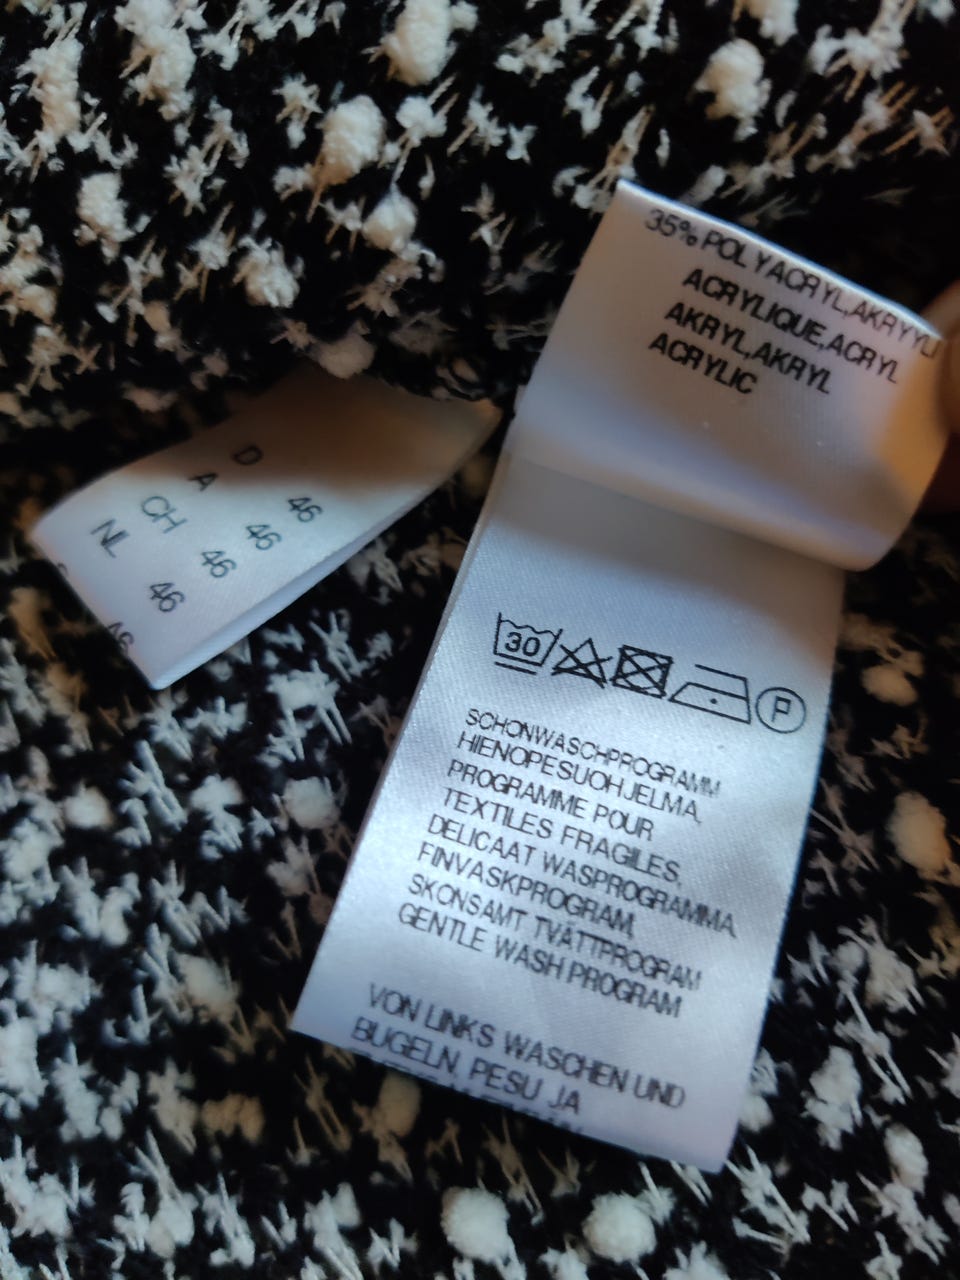 35% POLYACRYL,AKRYYLI
ACRYLIQUE,ACRYL
AKRYL,AKRYL
ACRYLIC
D 46
A 46
CH 46
NL 46
30
P
SCHONWASCHPROGRAMM
HIENOPESUOHJELMA,
PROGRAMME POUR
TEXTILES FRAGILES,
DELICAAT WASPROGRAMMA,
FINVASKPROGRAM,
SKONSAMT TVÄTTPROGRAM
GENTLE WASH PROGRAM
VON LINKS WASCHEN UND
BUGELN, PESU JA